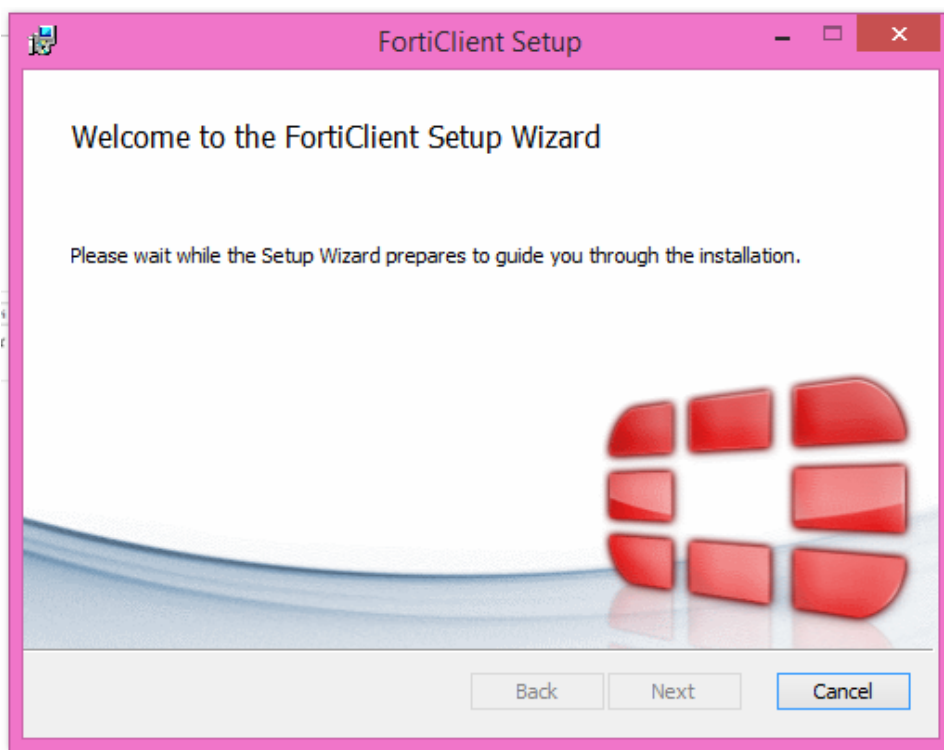 FortiClient Setup
Welcome to the FortiClient Setup Wizard
Please wait while the Setup Wizard prepares to guide you through the installation.
Back
Next
Cancel